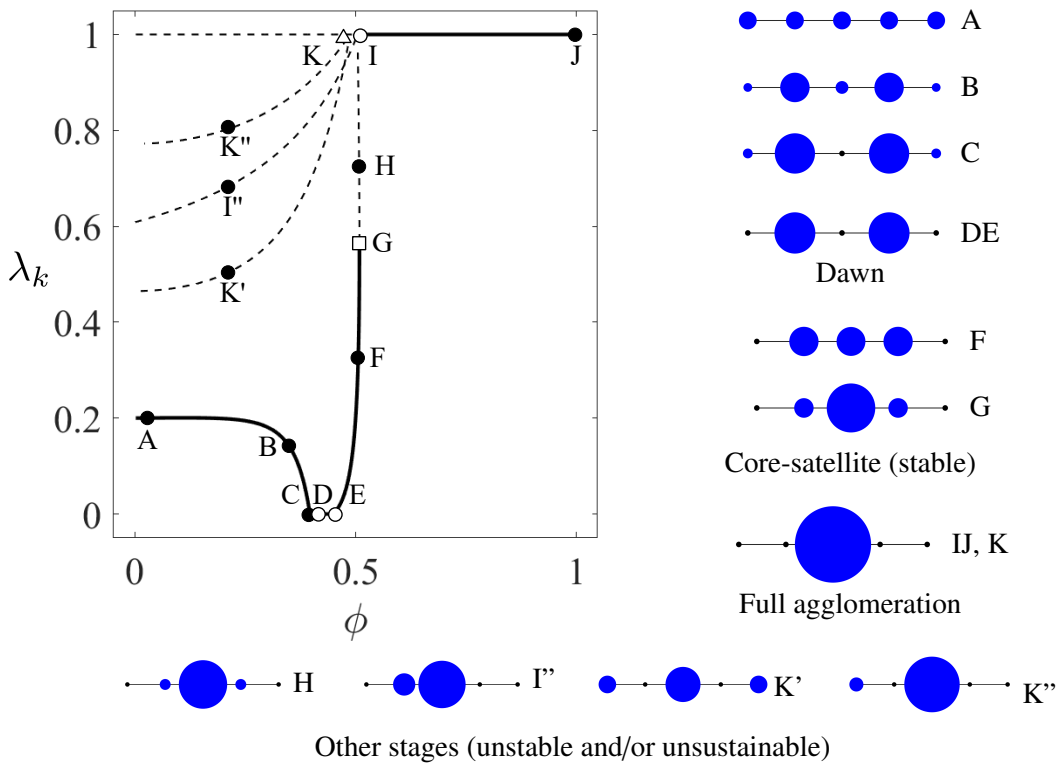 1
0.8
0.6
0.4
0.2
0
λk
K
I
J
K"
I"
K'
H
G
F
A
B
C
D
E
0
0.5
1
ϕ
A
B
C
DE
Dawn
F
G
Core-satellite (stable)
IJ, K
Full agglomeration
H
I”
K’
K”
Other stages (unstable and/or unsustainable)